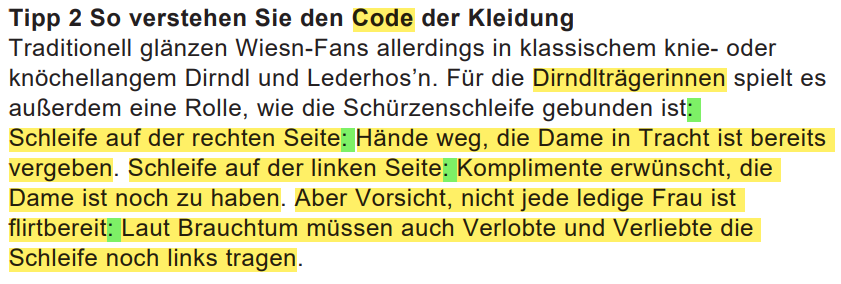 Tipp 2 So verstehen Sie den Code der Kleidung
Traditionell glänzen Wiesn-Fans allerdings in klassischem knie- oder
knöchellangem Dirndl und Lederhos’n. Für die Dirndlträgerinnen spielt es
außerdem eine Rolle, wie die Schürzenschleife gebunden ist:
Schleife auf der rechten Seite: Hände weg, die Dame in Tracht ist bereits
vergeben. Schleife auf der linken Seite: Komplimente erwünscht, die
Dame ist noch zu haben. Aber Vorsicht, nicht jede ledige Frau ist
flirtbereit: Laut Brauchtum müssen auch Verlobte und Verliebte die
Schleife noch links tragen.